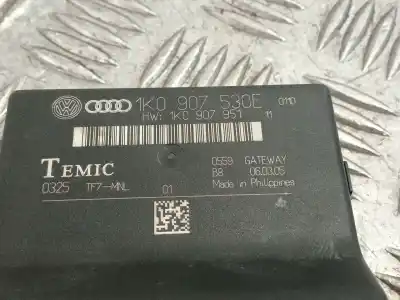 1K0 907 530E 011D
HW: 1K0 907 951 11
TEMIC
0559 GATEWAY
B8 06.03.05
Made in Philippines
0325 TF7-MNL 01